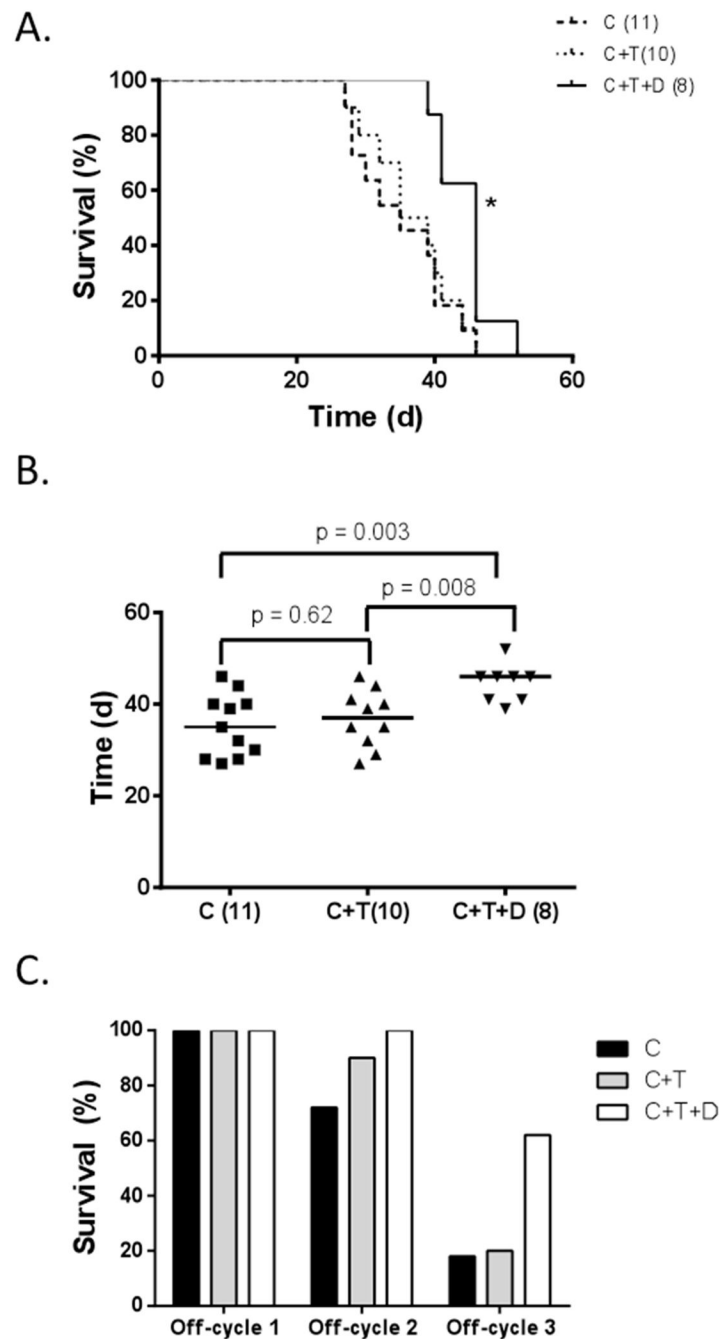 A.
C (11)
C+T(10)
C+T+D (8)
100
80
60
40
20
0
Survival (%)
*
0 20 40 60
Time (d)
B.
p = 0.003
p = 0.008
p = 0.62
60
40
20
0
Time (d)
C (11) C+T(10) C+T+D (8)
C.
100
80
60
40
20
0
Survival (%)
C
C+T
C+T+D
Off-cycle 1 Off-cycle 2 Off-cycle 3